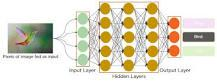 Pixels of image fed as input
Input Layer
Hidden Layers
Output Layer
Bird